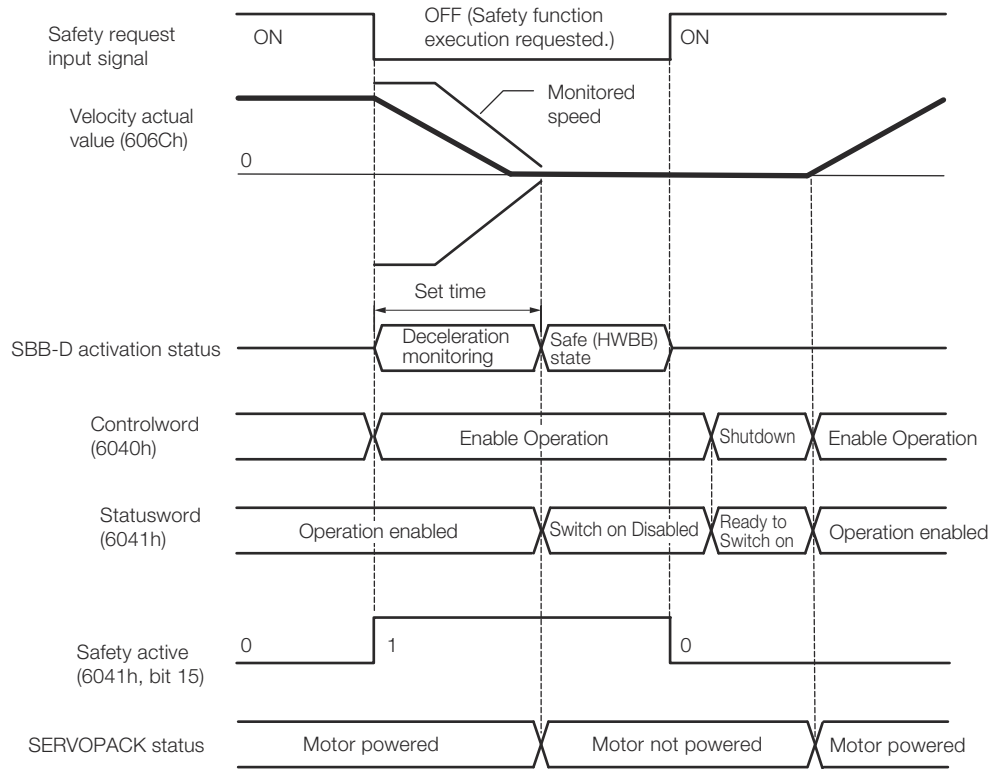 Safety request
input signal
ON
OFF (Safety function
execution requested.)
ON
Velocity actual
value (606Ch)
Monitored
speed
0
Set time
SBB-D activation status
Deceleration
monitoring
Safe (HWBB)
state
Controlword
(6040h)
Enable Operation
Shutdown
Enable Operation
Statusword
(6041h)
Operation enabled
Switch on Disabled
Ready to
Switch on
Operation enabled
Safety active
(6041h, bit 15)
0
1
0
SERVOPACK status
Motor powered
Motor not powered
Motor powered